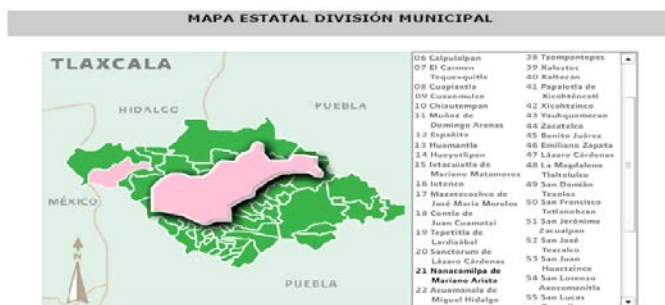 MAPA ESTATAL DIVISIÓN MUNICIPAL
TLAXCALA
HIDALGO
PUEBLA
MÉXICO
PUEBLA
N
06 Calpulalpan
07 El Carmen
Tequexquitla
08 Cuapiaxtla
09 Cuaxomulco
10 Chiautempan
11 Muñoz de
Domingo Arenas
12 Españita
13 Huamantla
14 Hueyotlipan
15 Ixtacuixtla de
Mariano Matamoros
16 Ixtenco
17 Mazatecochco de
José María Morelos
18 Contla de
Juan Cuamatzi
19 Tepetitla de
Lardizábal
20 Sanctorum de
Lázaro Cárdenas
21 Nanacamilpa de
Mariano Arista
22 Acuamanala de
Miguel Hidalgo
38 Tzompantepec
39 Xaloztoc
40 Xaltocan
41 Papalotla de
Xicohténcatl
42 Xicohtzinco
43 Yauhquemecan
44 Zacatelco
45 Benito Juárez
46 Emiliano Zapata
47 Lázaro Cárdenas
48 La Magdalena
Tlaltelulco
49 San Damián
Texoloc
50 San Francisco
Tetlanohcan
51 San Jerónimo
Zacualpan
52 San José
Teacalco
53 San Juan
Huactzinco
54 San Lorenzo
Axocomanitla
55 San Lucas